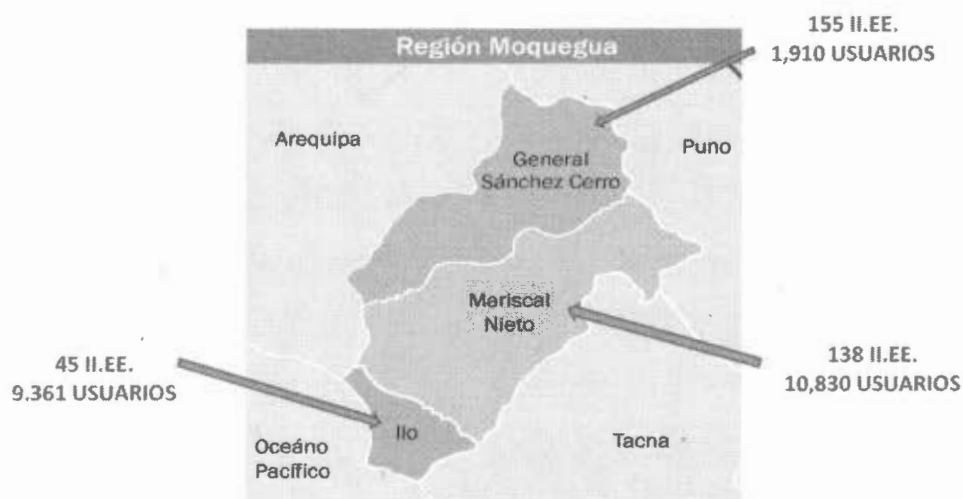 155 II.EE.
1,910 USUARIOS
Región Moquegua
Arequipa
Puno
General
Sánchez Cerro
Mariscal
Nieto
45 II.EE.
9.361 USUARIOS
138 II.EE.
10,830 USUARIOS
Ilo
Oceáno
Pacífico
Tacna